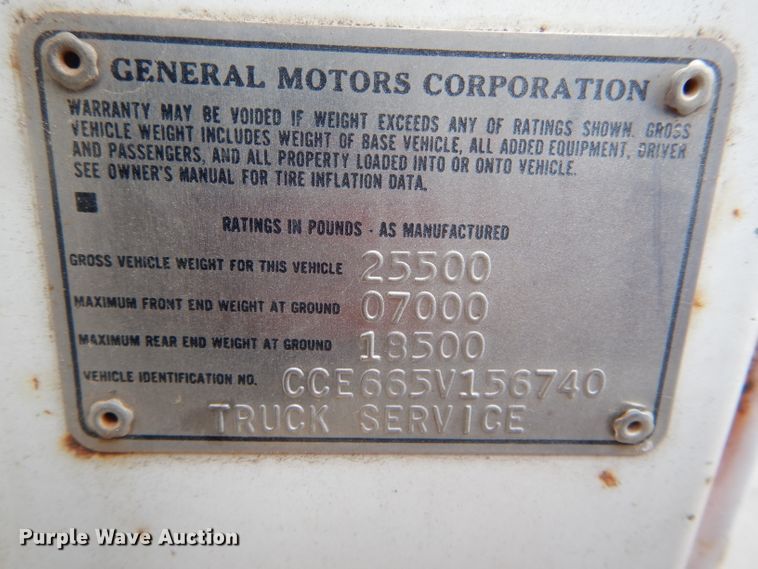 GENERAL MOTORS CORPORATION
WARRANTY MAY BE VOIDED IF WEIGHT EXCEEDS ANY OF RATINGS SHOWN. GROSS
VEHICLE WEIGHT INCLUDES WEIGHT OF BASE VEHICLE, ALL ADDED EQUIPMENT, DRIVER
AND PASSENGERS, AND ALL PROPERTY LOADED INTO OR ONTO VEHICLE.
SEE OWNER'S MANUAL FOR TIRE INFLATION DATA.
RATINGS IN POUNDS - AS MANUFACTURED
GROSS VEHICLE WEIGHT FOR THIS VEHICLE 25500
MAXIMUM FRONT END WEIGHT AT GROUND 07000
MAXIMUM REAR END WEIGHT AT GROUND 18500
VEHICLE IDENTIFICATION NO. CCE665V156740
TRUCK SERVICE
Purple Wave Auction